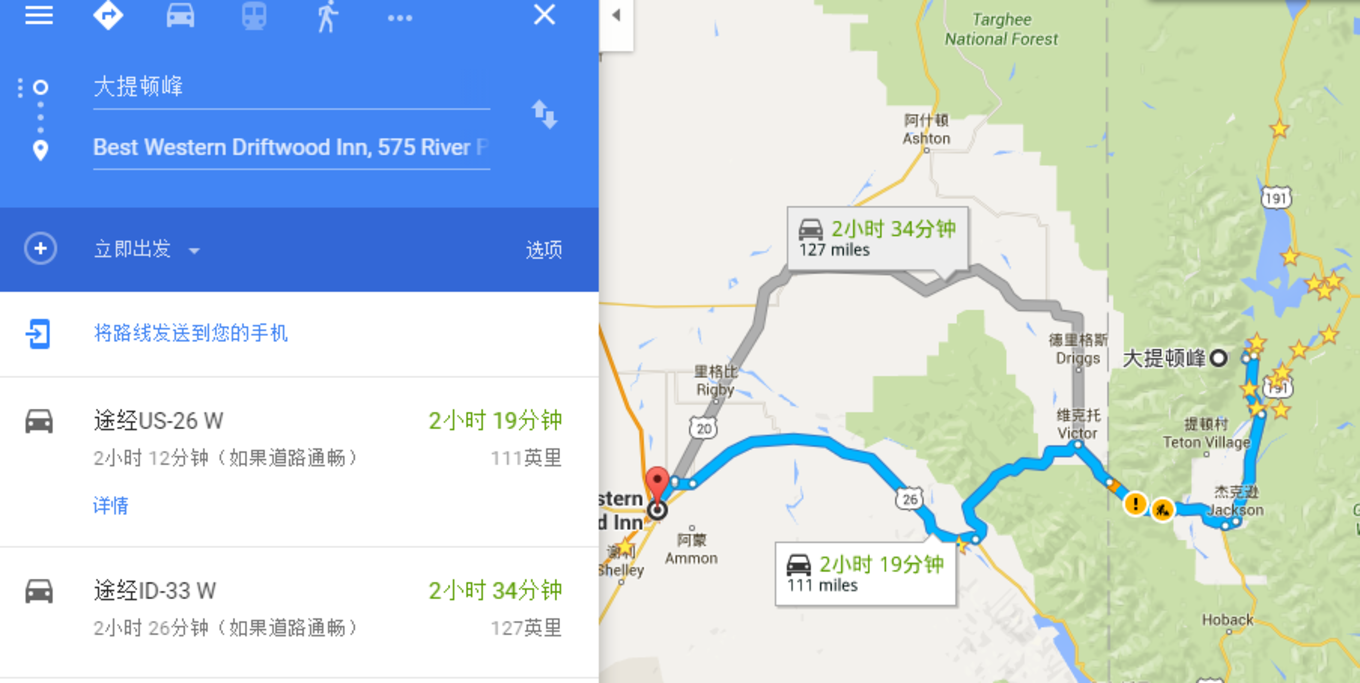 大提顿峰
Best Western Driftwood Inn, 575 River P
立即出发
选项
将路线发送到您的手机
途经US-26 W
2小时 19分钟
2小时 12分钟（如果道路通畅）
111英里
详情
途经ID-33 W
2小时 34分钟
2小时 26分钟（如果道路通畅）
127英里
Targhee
National Forest
阿什顿
Ashton
191
2小时 34分钟
127 miles
德里格斯
Driggs
大提顿峰
里格比
Rigby
191
20
维克托
Victor
提顿村
Teton Village
stern
d Inn
26
杰克逊
Jackson
阿蒙
Ammon
谢利
Shelley
2小时 19分钟
111 miles
Hoback